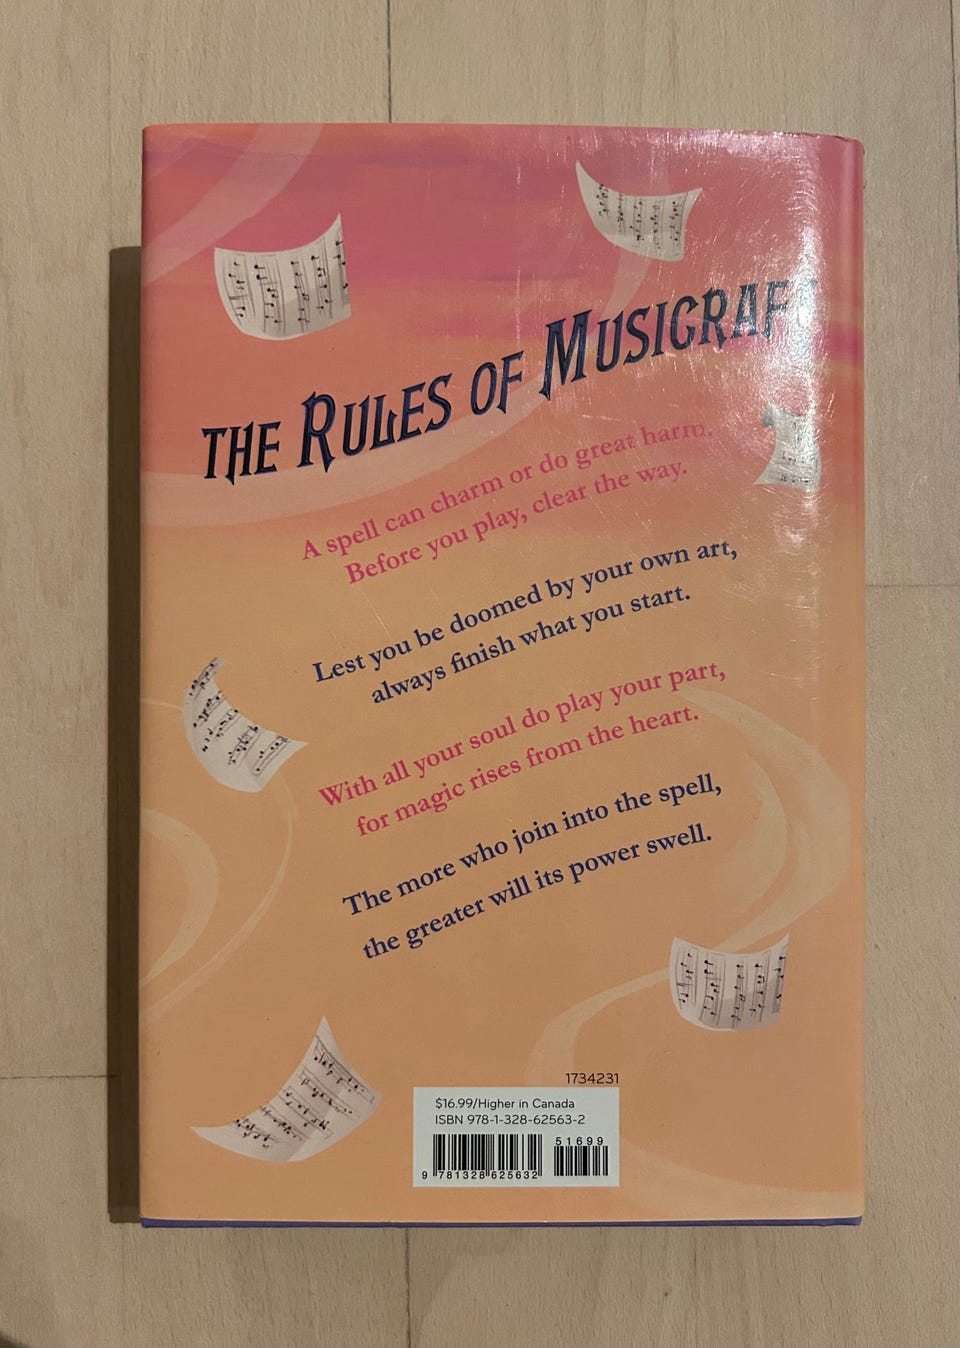 THE RULES OF MUSICRAFT
A spell can charm or do great harm.
Before you play, clear the way.
Lest you be doomed by your own art,
always finish what you start.
With all your soul do play your part,
for magic rises from the heart.
The more who join into the spell,
the greater will its power swell.
1734231
$16.99/Higher in Canada
ISBN 978-1-328-62563-2
51699
9 781328 625632